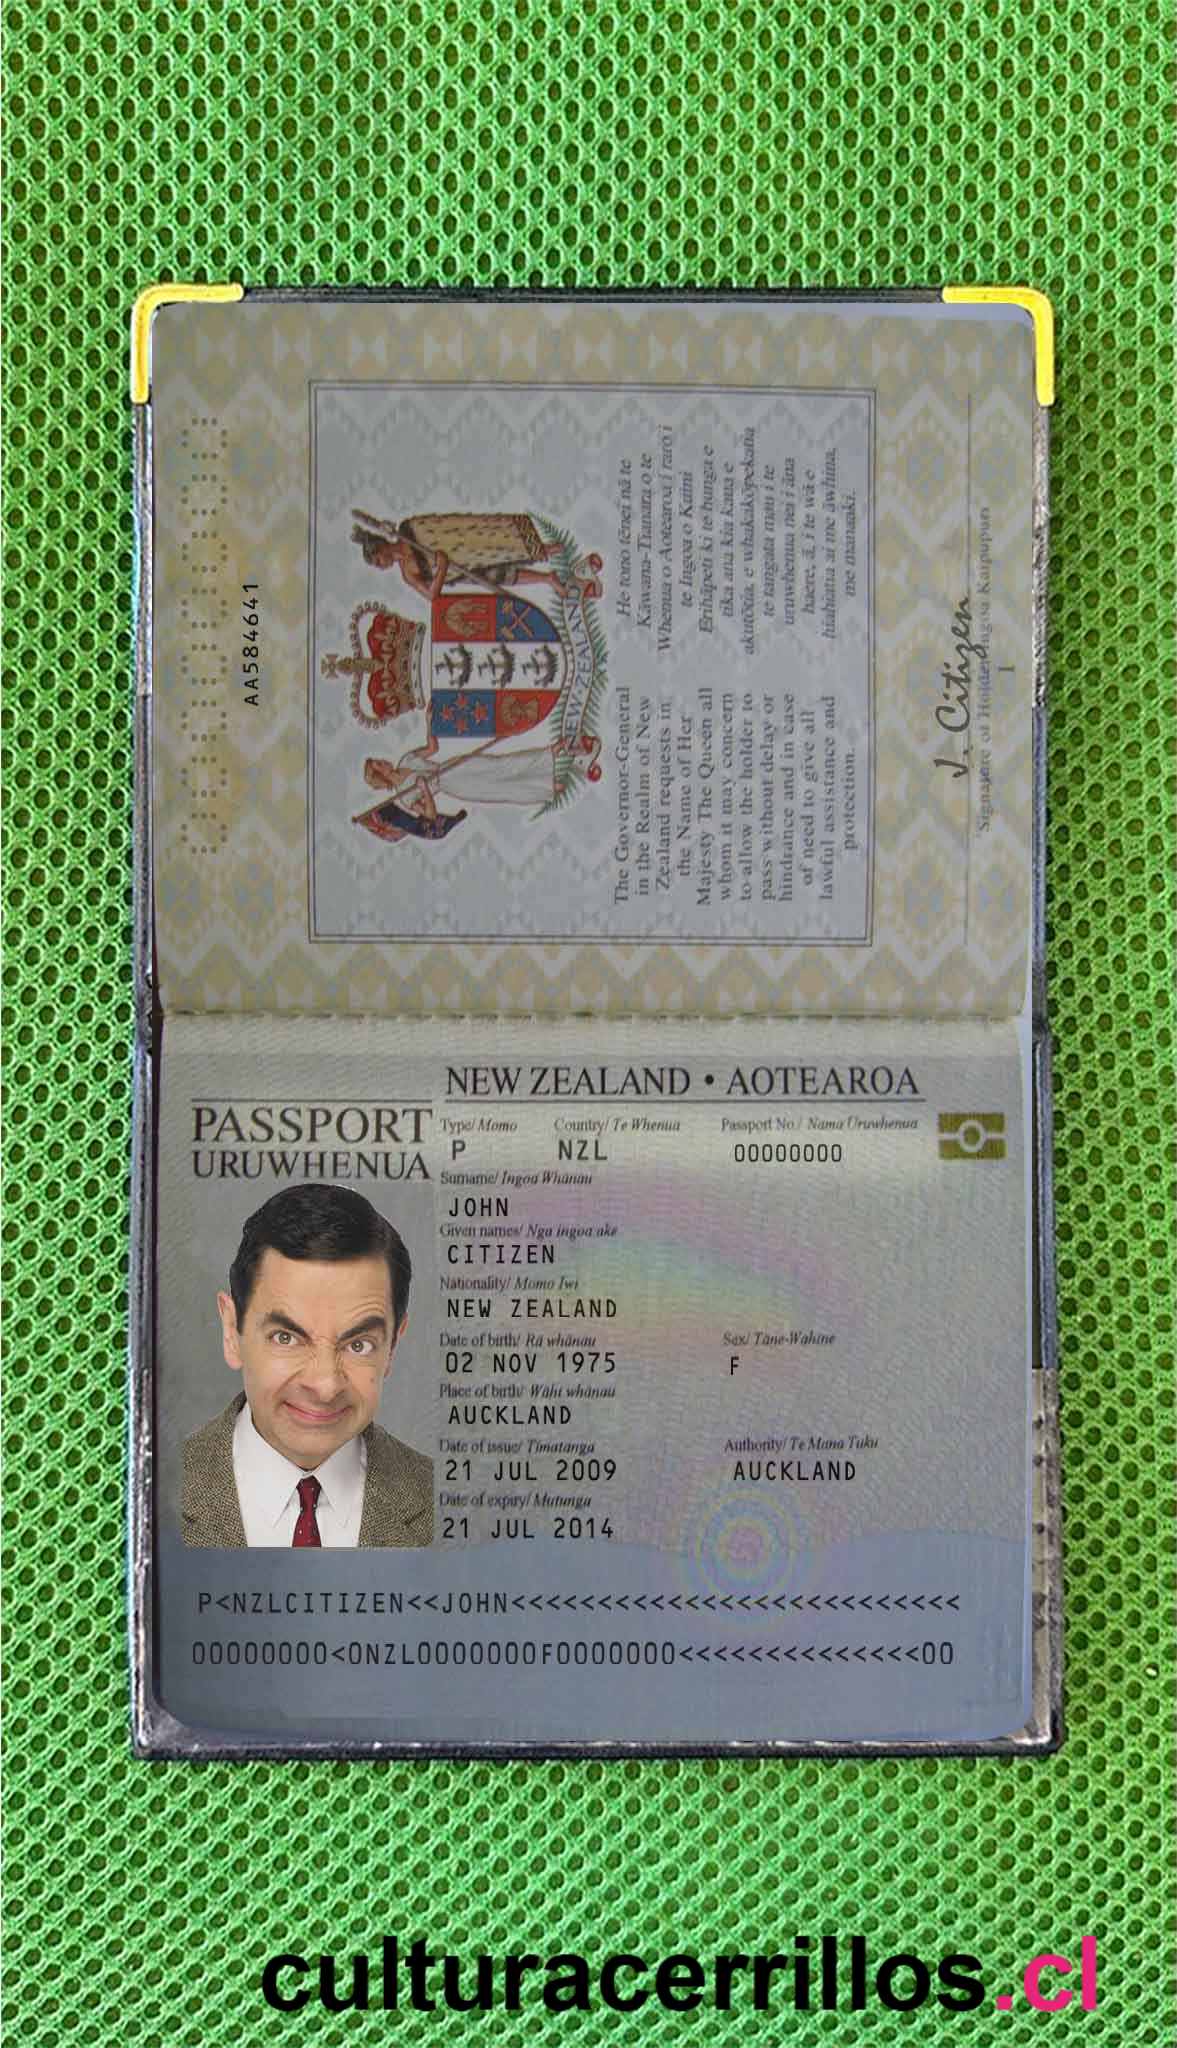 AA584641
NEW ZEALAND
The Governor-General
in the Realm of New
Zealand requests in
the Name of Her
Majesty The Queen all
whom it may concern
to allow the holder to
pass without delay or
hindrance and in case
of need to give all
lawful assistance and
protection.
He tono tēnei nā te
Kāwana-Tianara o te
Whenua o Aotearoa i raro i
te Ingoa o Kuini
Erihāpeti ki te hunga e
tika ana kia kaua e
akutōtia, e whakakōpekatia
te tangata mau i te
uruwhenua nei i āna
haere, ā, i te wā e
hiahia ai me āwhina,
me manaaki.
J. Citizen
Signature of Holder
1
NEW ZEALAND • AOTEAROA
PASSPORT
URUWHENUA
Type/ Momo Country/ Te Whenua Passport No./ Nama Uruwhenua
P NZL 00000000
Surname/ Ingoa Whānau
JOHN
Given names/ Nga ingoa ake
CITIZEN
Nationality/ Momo Iwi
NEW ZEALAND
Date of birth/ Rā whānau Sex/ Tāne-Wahine
02 NOV 1975 F
Place of birth/ Wāhi whānau
AUCKLAND
Date of issue/ Timatanga Authority/ Te Mana Tuku
21 JUL 2009 AUCKLAND
Date of expiry/ Mutunga
21 JUL 2014
P<NZLCITIZEN<<JOHN<<<<<<<<<<<<<<<<<<<<<<<<<<
00000000<0NZL0000000F0000000<<<<<<<<<<<<<<00
culturacerrillos.cl